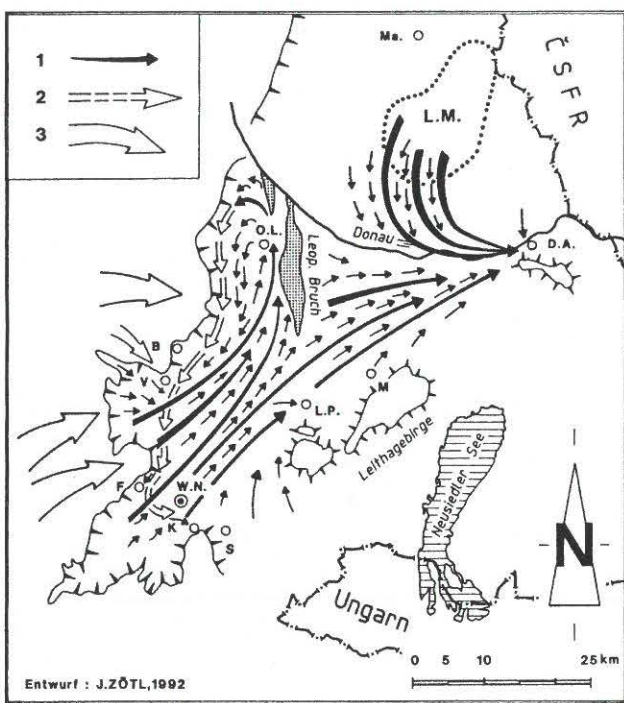 1
2
3
Ma.
ČSFR
L.M.
O.L.
Leop. Bruch
Donau
D.A.
B
V
M
L.P.
Leithagebirge
F
W.N.
K
S
Neusiedler See
N
Ungarn
Entwurf : J.ZÖTL,1992
0 5 10 25 km